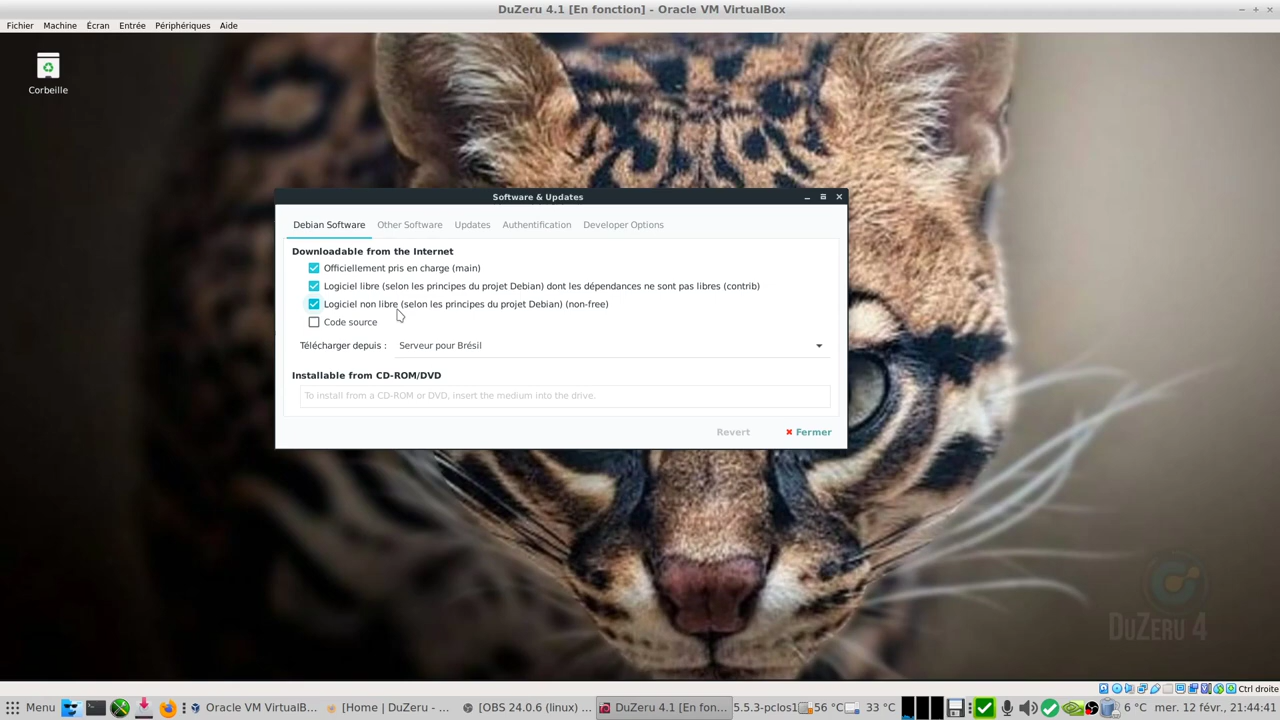 DuZeru 4.1 [En fonction] - Oracle VM VirtualBox
Fichier Machine Écran Entrée Périphériques Aide
Corbeille
Software & Updates
Debian Software Other Software Updates Authentification Developer Options
Downloadable from the Internet
Officiellement pris en charge (main)
Logiciel libre (selon les principes du projet Debian) dont les dépendances ne sont pas libres (contrib)
Logiciel non libre (selon les principes du projet Debian) (non-free)
Code source
Télécharger depuis : Serveur pour Brésil
Installable from CD-ROM/DVD
To install from a CD-ROM or DVD, insert the medium into the drive.
Revert Fermer
DUZERU 4
Ctrl droite
Menu Oracle VM VirtualB... [Home | DuZeru - ... [OBS 24.0.6 (linux) ... DuZeru 4.1 [En fon... 5.5.3-pclos1 56 °C 33 °C 6 °C mer. 12 févr., 21:44:41